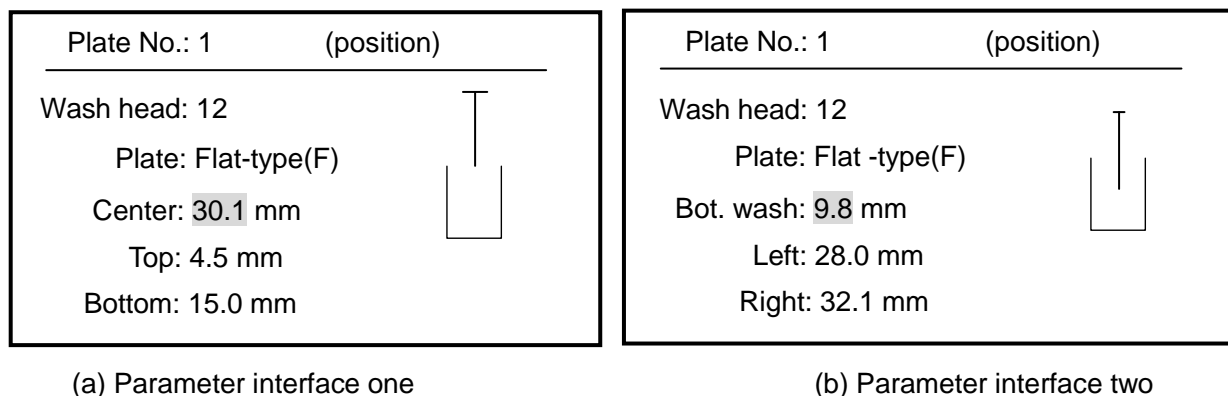 Plate No.: 1 (position)
Wash head: 12
Plate: Flat-type(F)
Center: 30.1 mm
Top: 4.5 mm
Bottom: 15.0 mm
(a) Parameter interface one
Plate No.: 1 (position)
Wash head: 12
Plate: Flat -type(F)
Bot. wash: 9.8 mm
Left: 28.0 mm
Right: 32.1 mm
(b) Parameter interface two